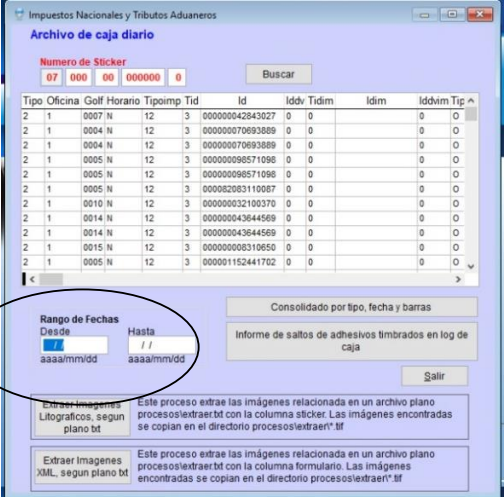 Impuestos Nacionales y Tributos Aduaneros
Archivo de caja diario
Numero de Sticker
07 000 00 000000 0
Buscar
Tipo Oficina Golf Horario Tipoimp Tid Id Iddv Tidim Idim Iddvim Tip
2 1 0007 N 12 3 000000042843027 0 0 0 O
2 1 0004 N 12 3 000000070693889 0 0 0 O
2 1 0004 N 12 3 000000070693889 0 0 0 O
2 1 0005 N 12 3 000000098571098 0 0 0 O
2 1 0005 N 12 3 000000098571098 0 0 0 O
2 1 0005 N 12 3 000082083110087 0 0 0 O
2 1 0010 N 12 3 000000032100370 0 0 0 O
2 1 0014 N 12 3 000000043644569 0 0 0 O
2 1 0014 N 12 3 000000043644569 0 0 0 O
2 1 0015 N 12 3 000000008310650 0 0 0 O
2 1 0005 N 12 3 000001152441702 0 0 0 O
Rango de Fechas
Desde Hasta
/ / / /
aaaa/mm/dd aaaa/mm/dd
Consolidado por tipo, fecha y barras
Informe de saltos de adhesivos timbrados en log de
caja
Salir
Extraer Imagenes
Litograficos, segun
plano txt
Este proceso extrae las imágenes relacionada en un archivo plano
procesos\extraer.txt con la columna sticker. Las imágenes encontradas
se copian en el directorio procesos\extraer\*.tif
Extraer Imagenes
XML, segun plano txt
Este proceso extrae las imágenes relacionada en un archivo plano
procesos\extraer.txt con la columna formulario. Las imágenes
encontradas se copian en el directorio procesos\extraer\*.tif